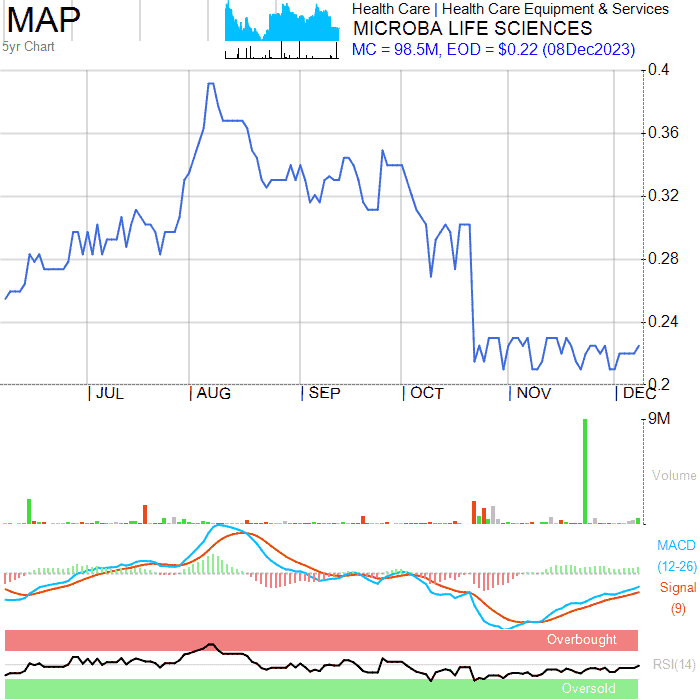 MAP
5yr Chart
Health Care | Health Care Equipment & Services
MICROBA LIFE SCIENCES
MC = 98.5M, EOD = $0.22 (08Dec2023)
0.4
0.36
0.32
0.28
0.24
0.2
JUL AUG SEP OCT NOV DEC
9M
Volume
MACD
(12-26)
Signal
(9)
Overbought
RSI(14)
Oversold